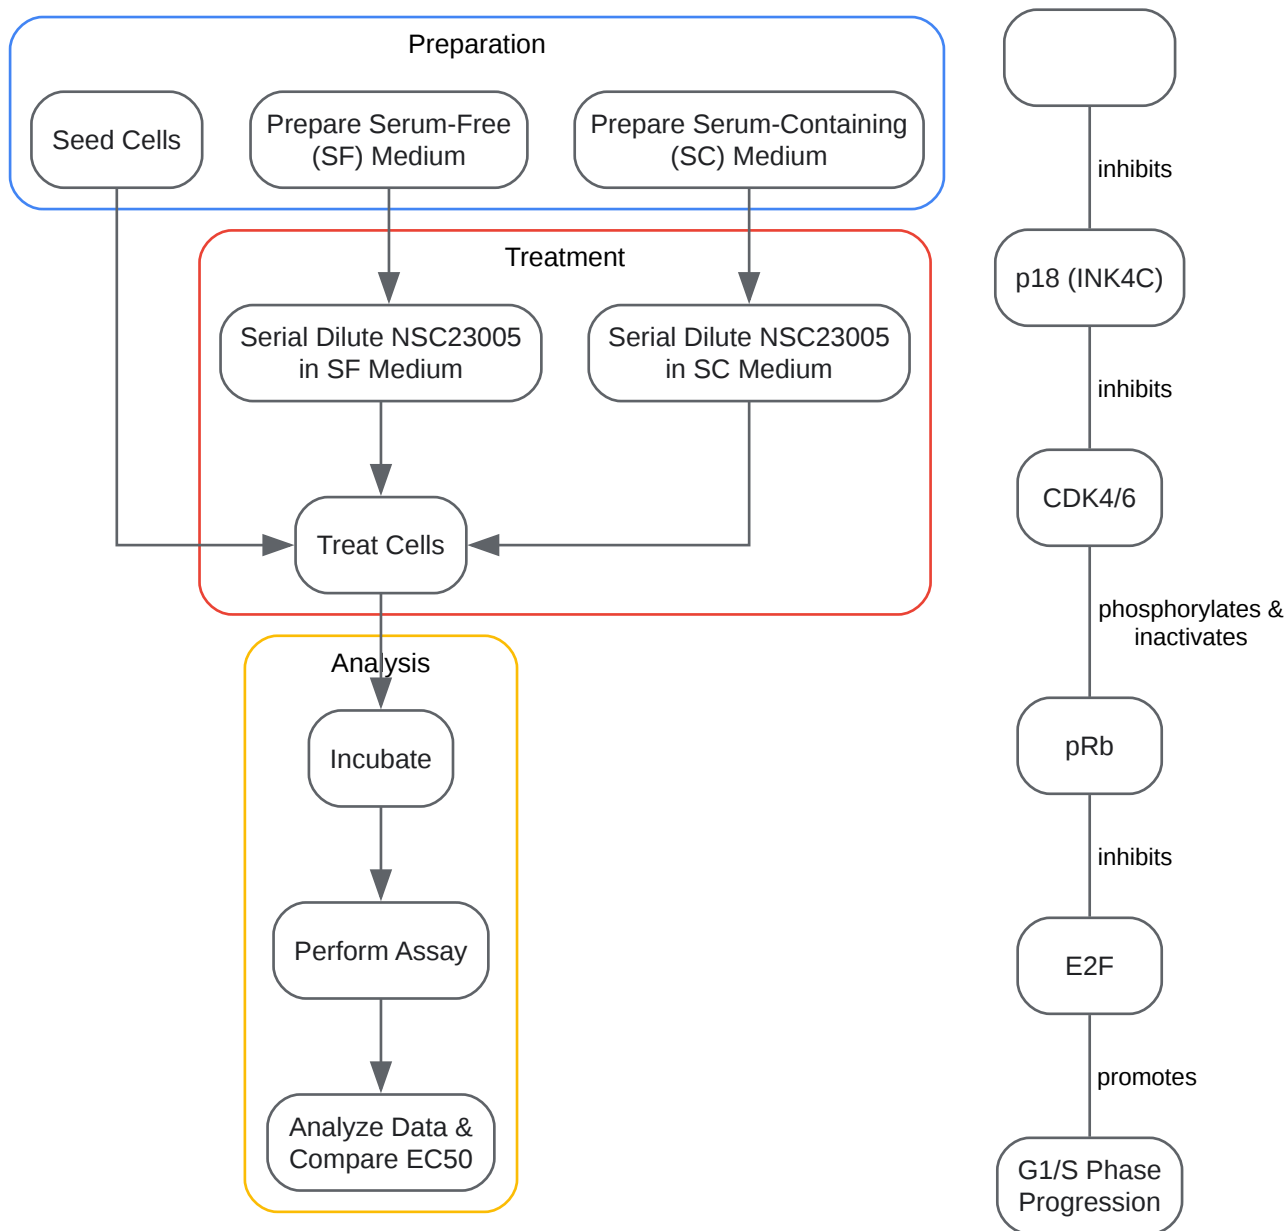 Preparation
Seed Cells
Prepare Serum-Free
(SF) Medium
Prepare Serum-Containing
(SC) Medium
Treatment
Serial Dilute NSC23005
in SF Medium
Serial Dilute NSC23005
in SC Medium
Treat Cells
Analysis
Incubate
Perform Assay
Analyze Data &
Compare EC50
inhibits
p18 (INK4C)
inhibits
CDK4/6
phosphorylates &
inactivates
pRb
inhibits
E2F
promotes
G1/S Phase
Progression